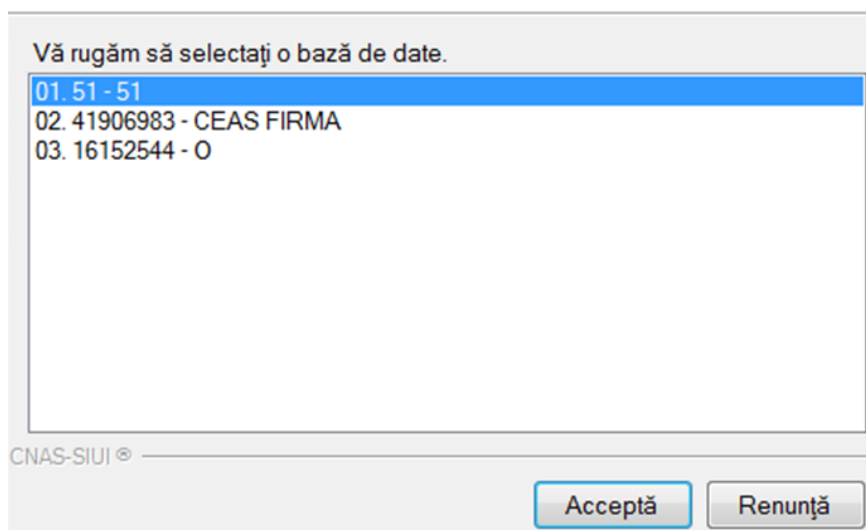 Vă rugăm să selectaţi o bază de date.
01. 51 - 51
02. 41906983 - CEAS FIRMA
03. 16152544 - O
CNAS-SIUI ®
Acceptă
Renunţă